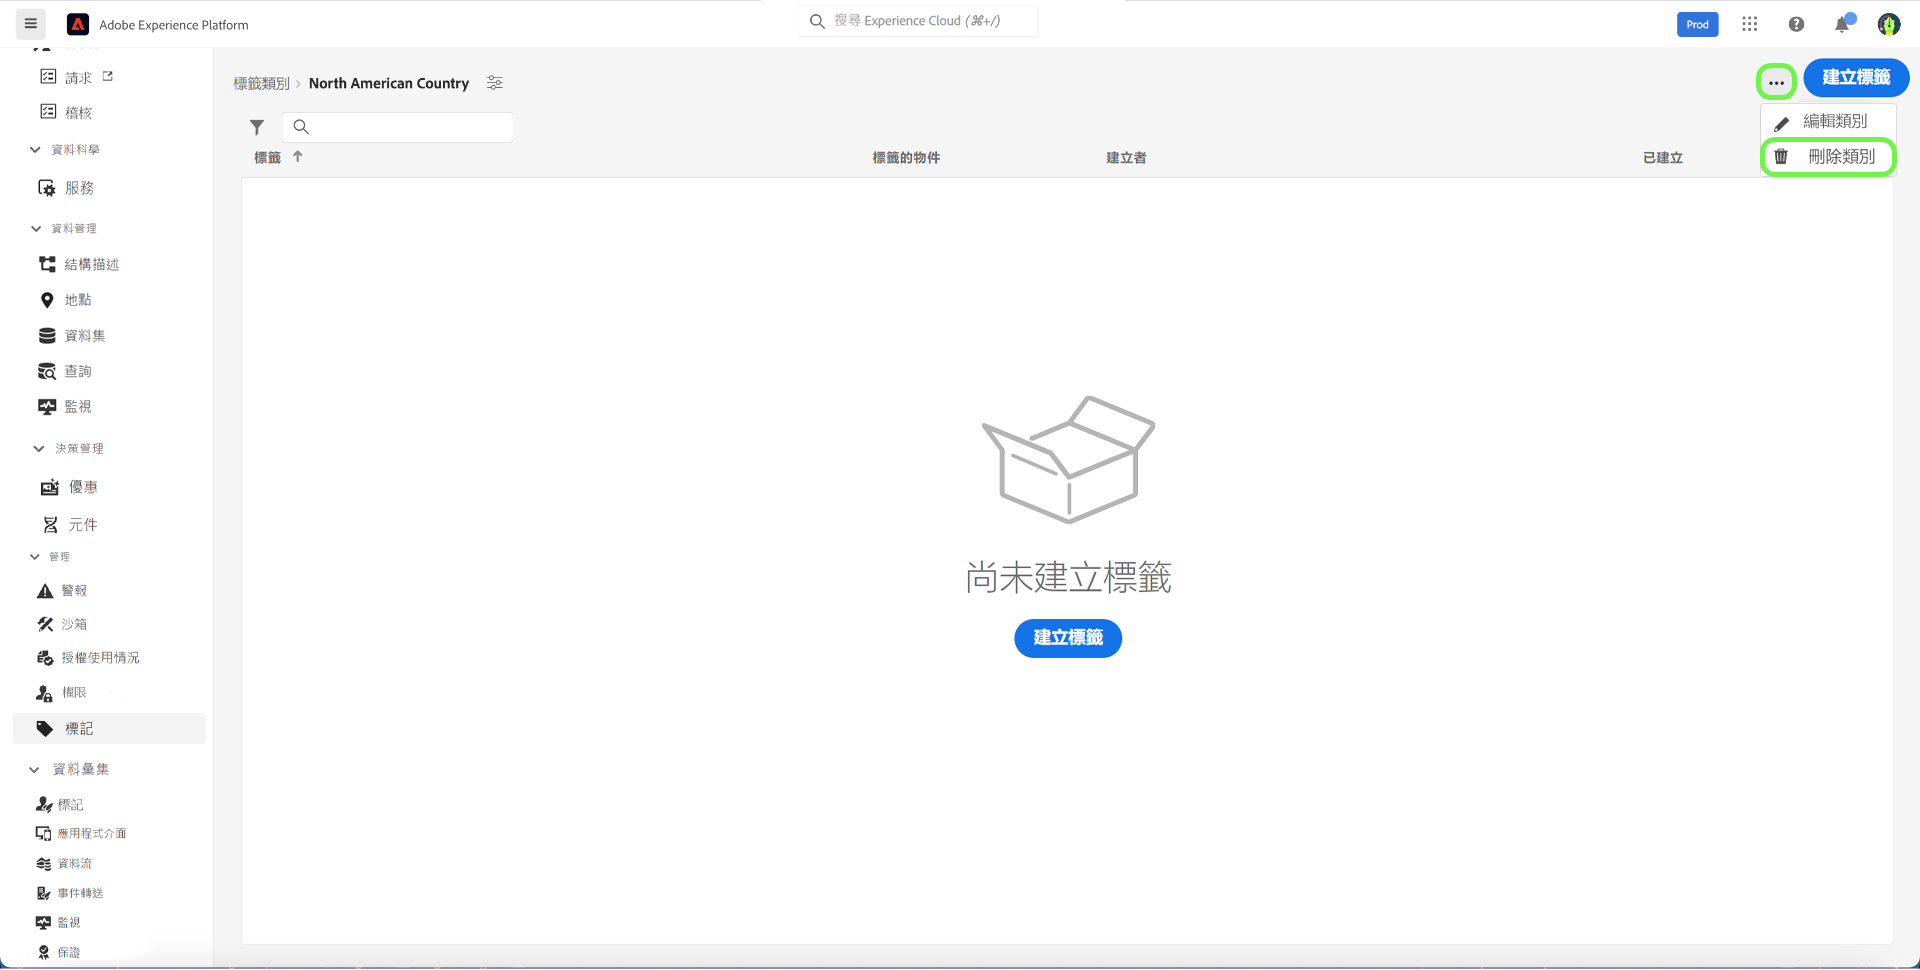 Adobe Experience Platform
搜尋 Experience Cloud (⌘+/)
Prod
請求
稽核
資料科學
服務
資料管理
結構描述
地點
資料集
查詢
監視
決策管理
優惠
元件
管理
警報
沙箱
授權使用情況
權限
標記
資料彙集
標記
應用程式介面
資料流
事件轉送
監視
保證
標籤類別 › North American Country
建立標籤
編輯類別
刪除類別
標籤 標籤的物件 建立者 已建立
尚未建立標籤
建立標籤